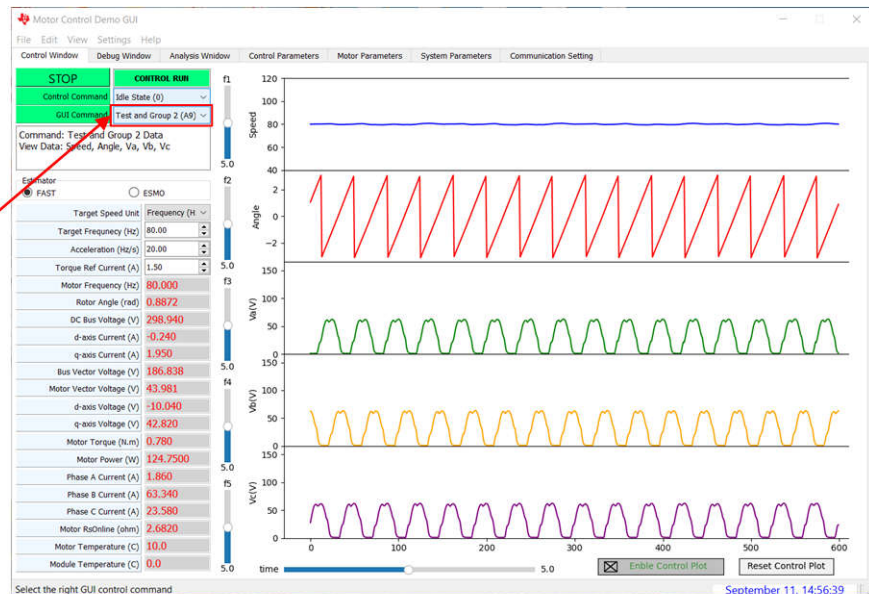 Motor Control Demo GUI
File Edit View Settings Help
Control Window Debug Window Analysis Wnidow Control Parameters Motor Parameters System Parameters Communication Setting
STOP CONTROL RUN
Control Command Idle State (0)
GUI Command Test and Group 2 (A9)
Command: Test and Group 2 Data
View Data: Speed, Angle, Va, Vb, Vc
Estimator
FAST ESMO
Target Speed Unit Frequency (H
Target Frequnecy (Hz) 80.00
Acceleration (Hz/s) 20.00
Torque Ref Current (A) 1.50
Motor Frequency (Hz) 80.000
Rotor Angle (rad) 0.8872
DC Bus Voltage (V) 298.940
d-axis Current (A) -0.240
q-axis Current (A) 1.950
Bus Vector Voltage (V) 186.838
Motor Vector Voltage (V) 43.981
d-axis Voltage (V) -10.040
q-axis Voltage (V) 42.820
Motor Torque (N.m) 0.780
Motor Power (W) 124.7500
Phase A Current (A) 1.860
Phase B Current (A) 63.340
Phase C Current (A) 23.580
Motor RsOnline (ohm) 2.6820
Motor Temperature (C) 10.0
Module Temperature (C) 0.0
f1
5.0
f2
5.0
f3
5.0
f4
5.0
f5
5.0
120
100
80
60
40
Speed
2
0
−2
Angle
150
100
50
0
Va(V)
150
100
50
0
Vb(V)
150
100
50
0
Vc(V)
0 100 200 300 400 500 600
time 5.0 Enble Control Plot Reset Control Plot
Select the right GUI control command September 11, 14:56:39